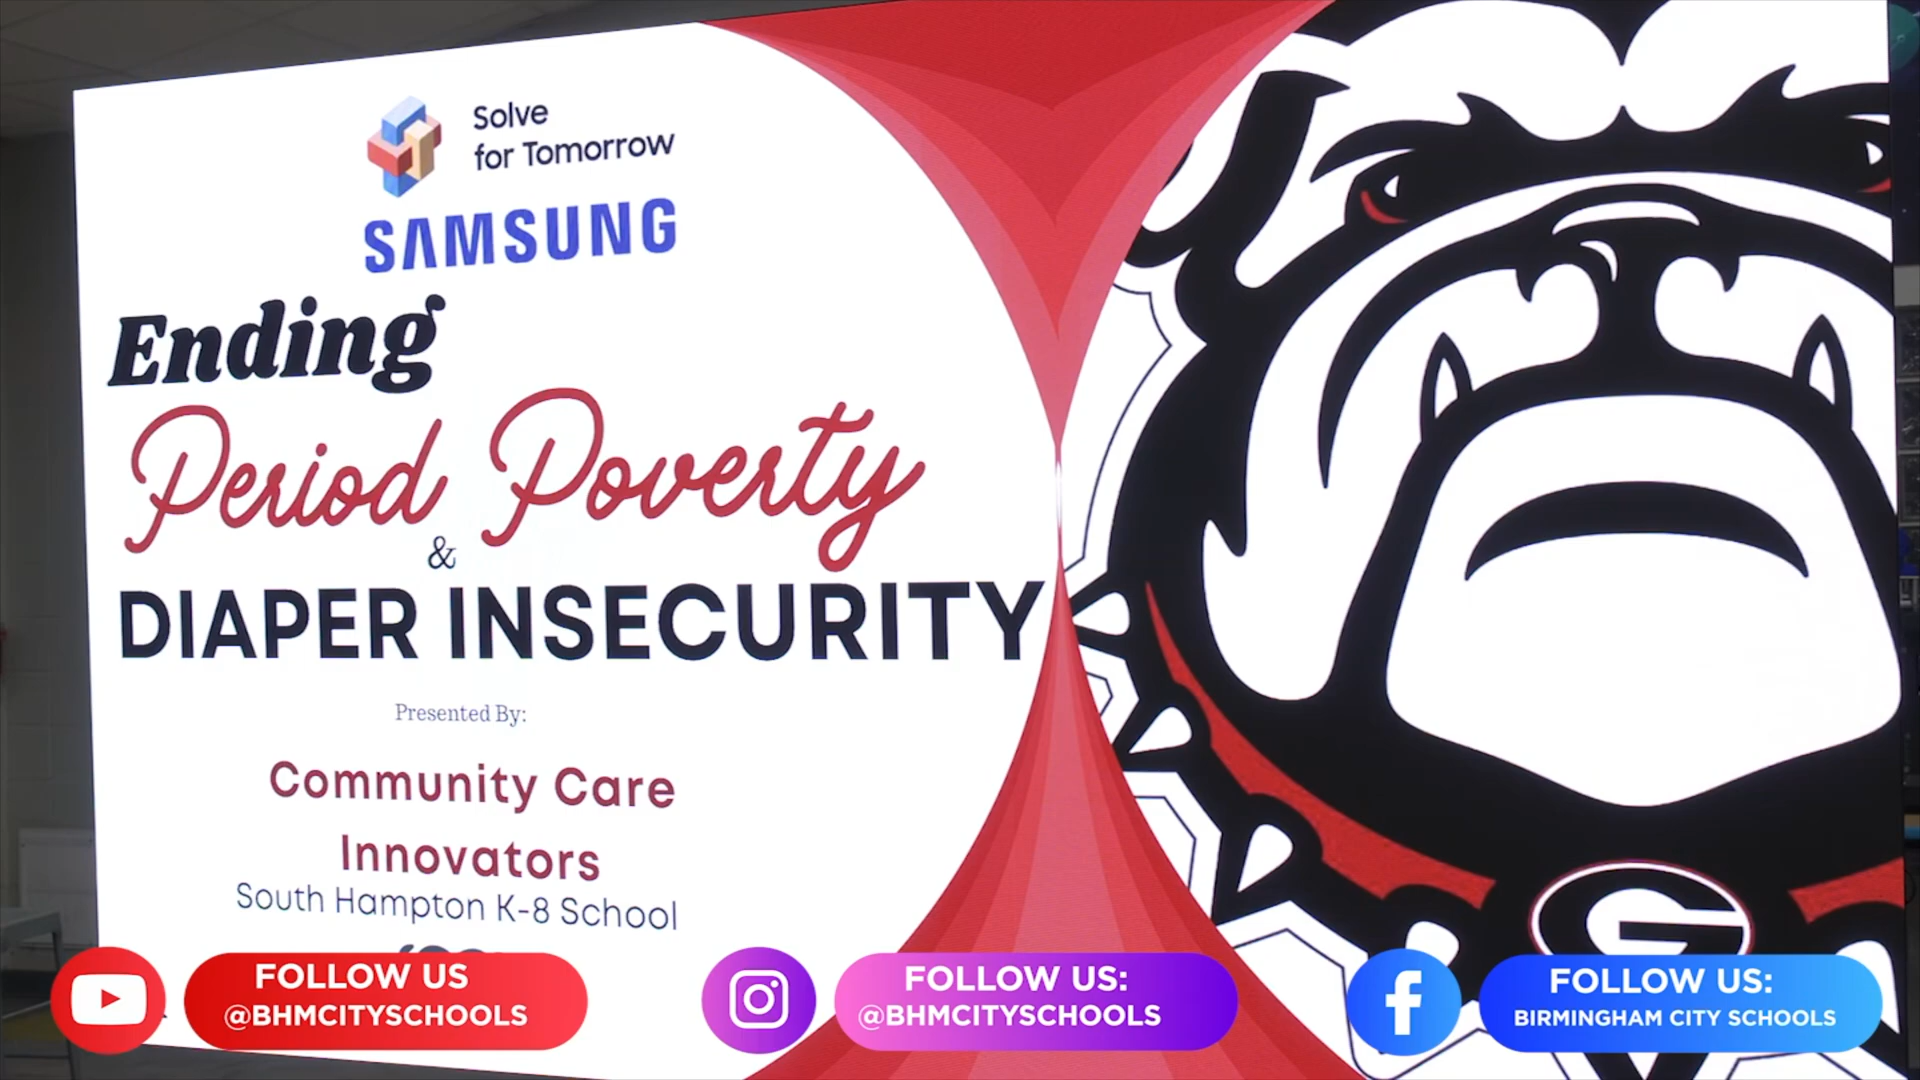 Solve
for Tomorrow
SAMSUNG
Ending
Period Poverty
&
DIAPER INSECURITY
Presented By:
Community Care
Innovators
South Hampton K-8 School
G
FOLLOW US
@BHMCITYSCHOOLS
FOLLOW US:
@BHMCITYSCHOOLS
FOLLOW US:
BIRMINGHAM CITY SCHOOLS